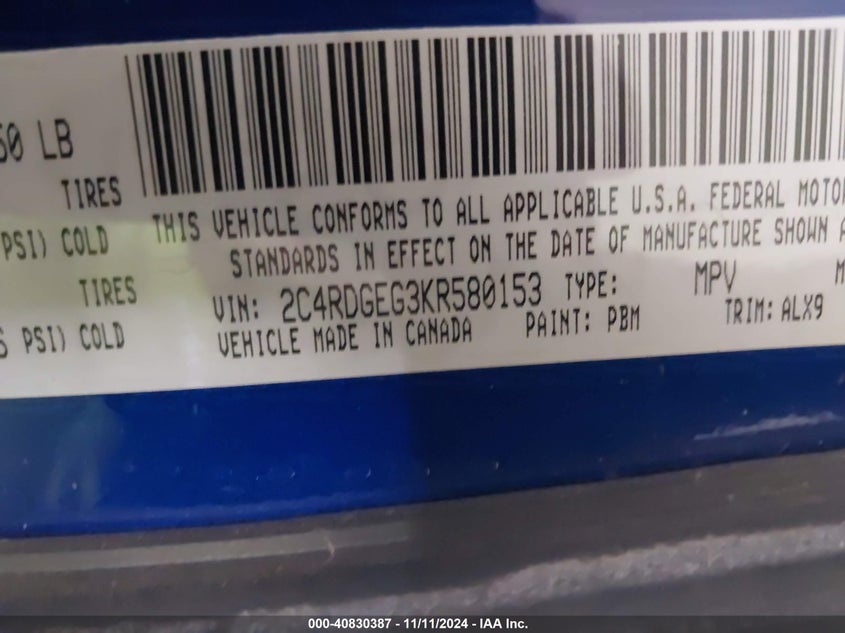 50 LB
TIRES
PSI) COLD
TIRES
PSI) COLD
THIS VEHICLE CONFORMS TO ALL APPLICABLE U.S.A. FEDERAL MOTOR
STANDARDS IN EFFECT ON THE DATE OF MANUFACTURE SHOWN A
VIN: 2C4RDGEG3KR580153 TYPE: MPV M
VEHICLE MADE IN CANADA PAINT: PBM TRIM: ALX9
000-40830387 - 11/11/2024 - IAA Inc.